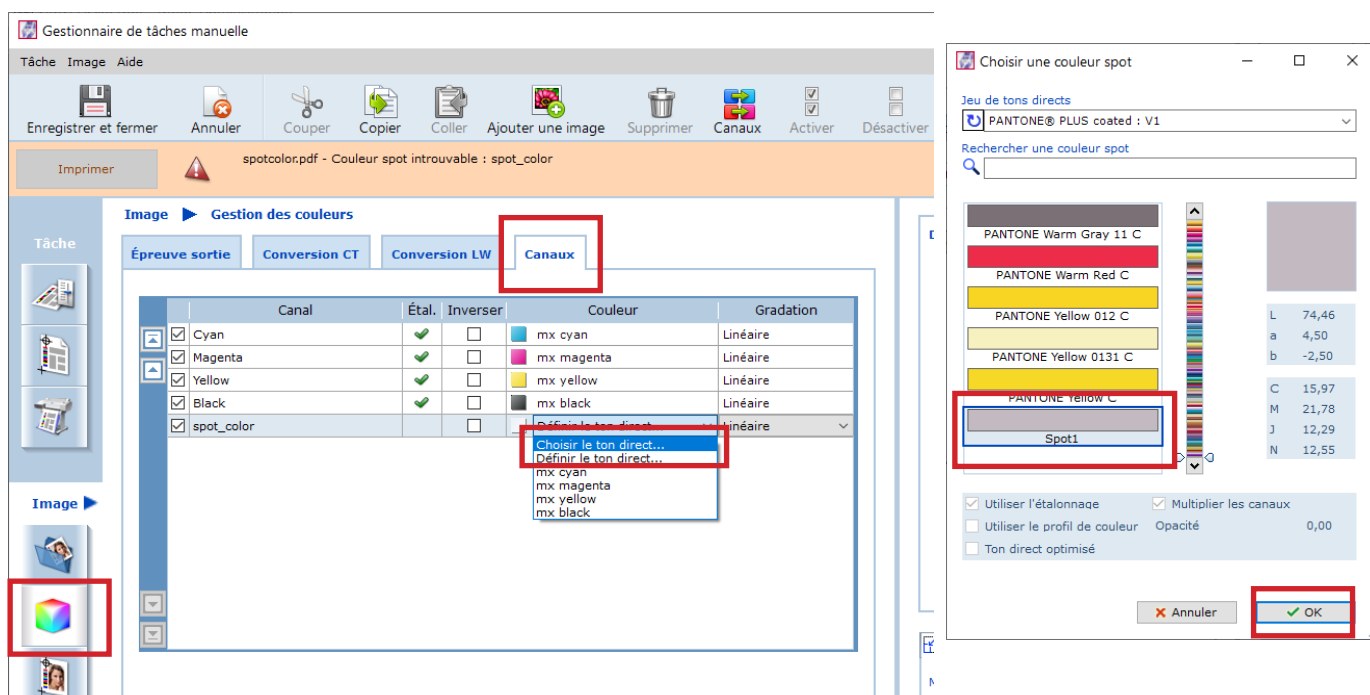 Gestionnaire de tâches manuelle
Tâche Image Aide
Enregistrer et fermer Annuler Couper Copier Coller Ajouter une image Supprimer Canaux Activer Désactiver
Imprimer
spotcolor.pdf - Couleur spot introuvable : spot_color
Tâche
Image
Image Gestion des couleurs
Épreuve sortie Conversion CT Conversion LW Canaux
Canal Étal. Inverser Couleur Gradation
Cyan mx cyan Linéaire
Magenta mx magenta Linéaire
Yellow mx yellow Linéaire
Black mx black Linéaire
spot_color Définir le ton direct... Linéaire
Choisir le ton direct...
Définir le ton direct...
mx cyan
mx magenta
mx yellow
mx black
Choisir une couleur spot
Jeu de tons directs
PANTONE® PLUS coated : V1
Rechercher une couleur spot
PANTONE Warm Gray 11 C
PANTONE Warm Red C
PANTONE Yellow 012 C
PANTONE Yellow 0131 C
PANTONE Yellow C
Spot1
L 74,46
a 4,50
b -2,50
C 15,97
M 21,78
J 12,29
N 12,55
Utiliser l'étalonnage Multiplier les canaux
Utiliser le profil de couleur Opacité 0,00
Ton direct optimisé
Annuler OK